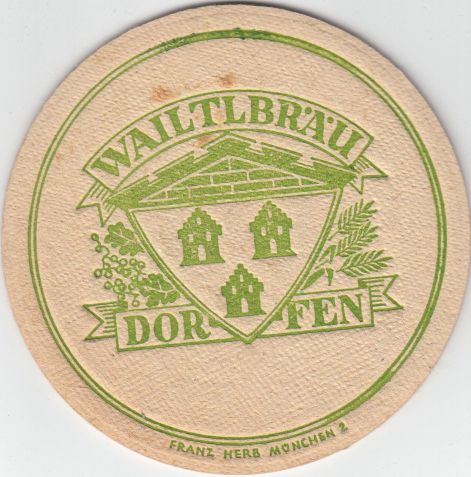 WAILTLBRÄU
DOR-FEN
FRANZ HERB MÜNCHEN 2